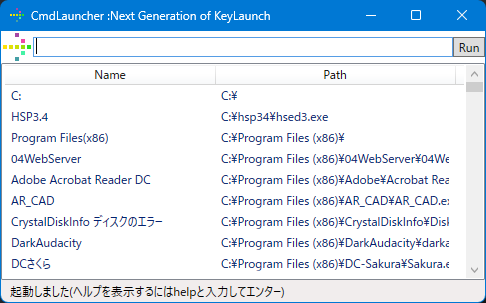 CmdLauncher :Next Generation of KeyLaunch
Run
Name Path
C: C:¥
HSP3.4 C:¥hsp34¥hsed3.exe
Program Files(x86) C:¥Program Files (x86)¥
04WebServer C:¥Program Files (x86)¥04WebServer¥04We
Adobe Acrobat Reader DC C:¥Program Files (x86)¥Adobe¥Acrobat Rea
AR_CAD C:¥Program Files (x86)¥AR_CAD¥AR_CAD.ex
CrystalDiskInfo ディスクのエラー C:¥Program Files (x86)¥CrystalDiskInfo¥Disk
DarkAudacity C:¥Program Files (x86)¥DarkAudacity¥darka
DCさくら C:¥Program Files (x86)¥DC-Sakura¥Sakura.e
起動しました(ヘルプを表示するにはhelpと入力してエンター)